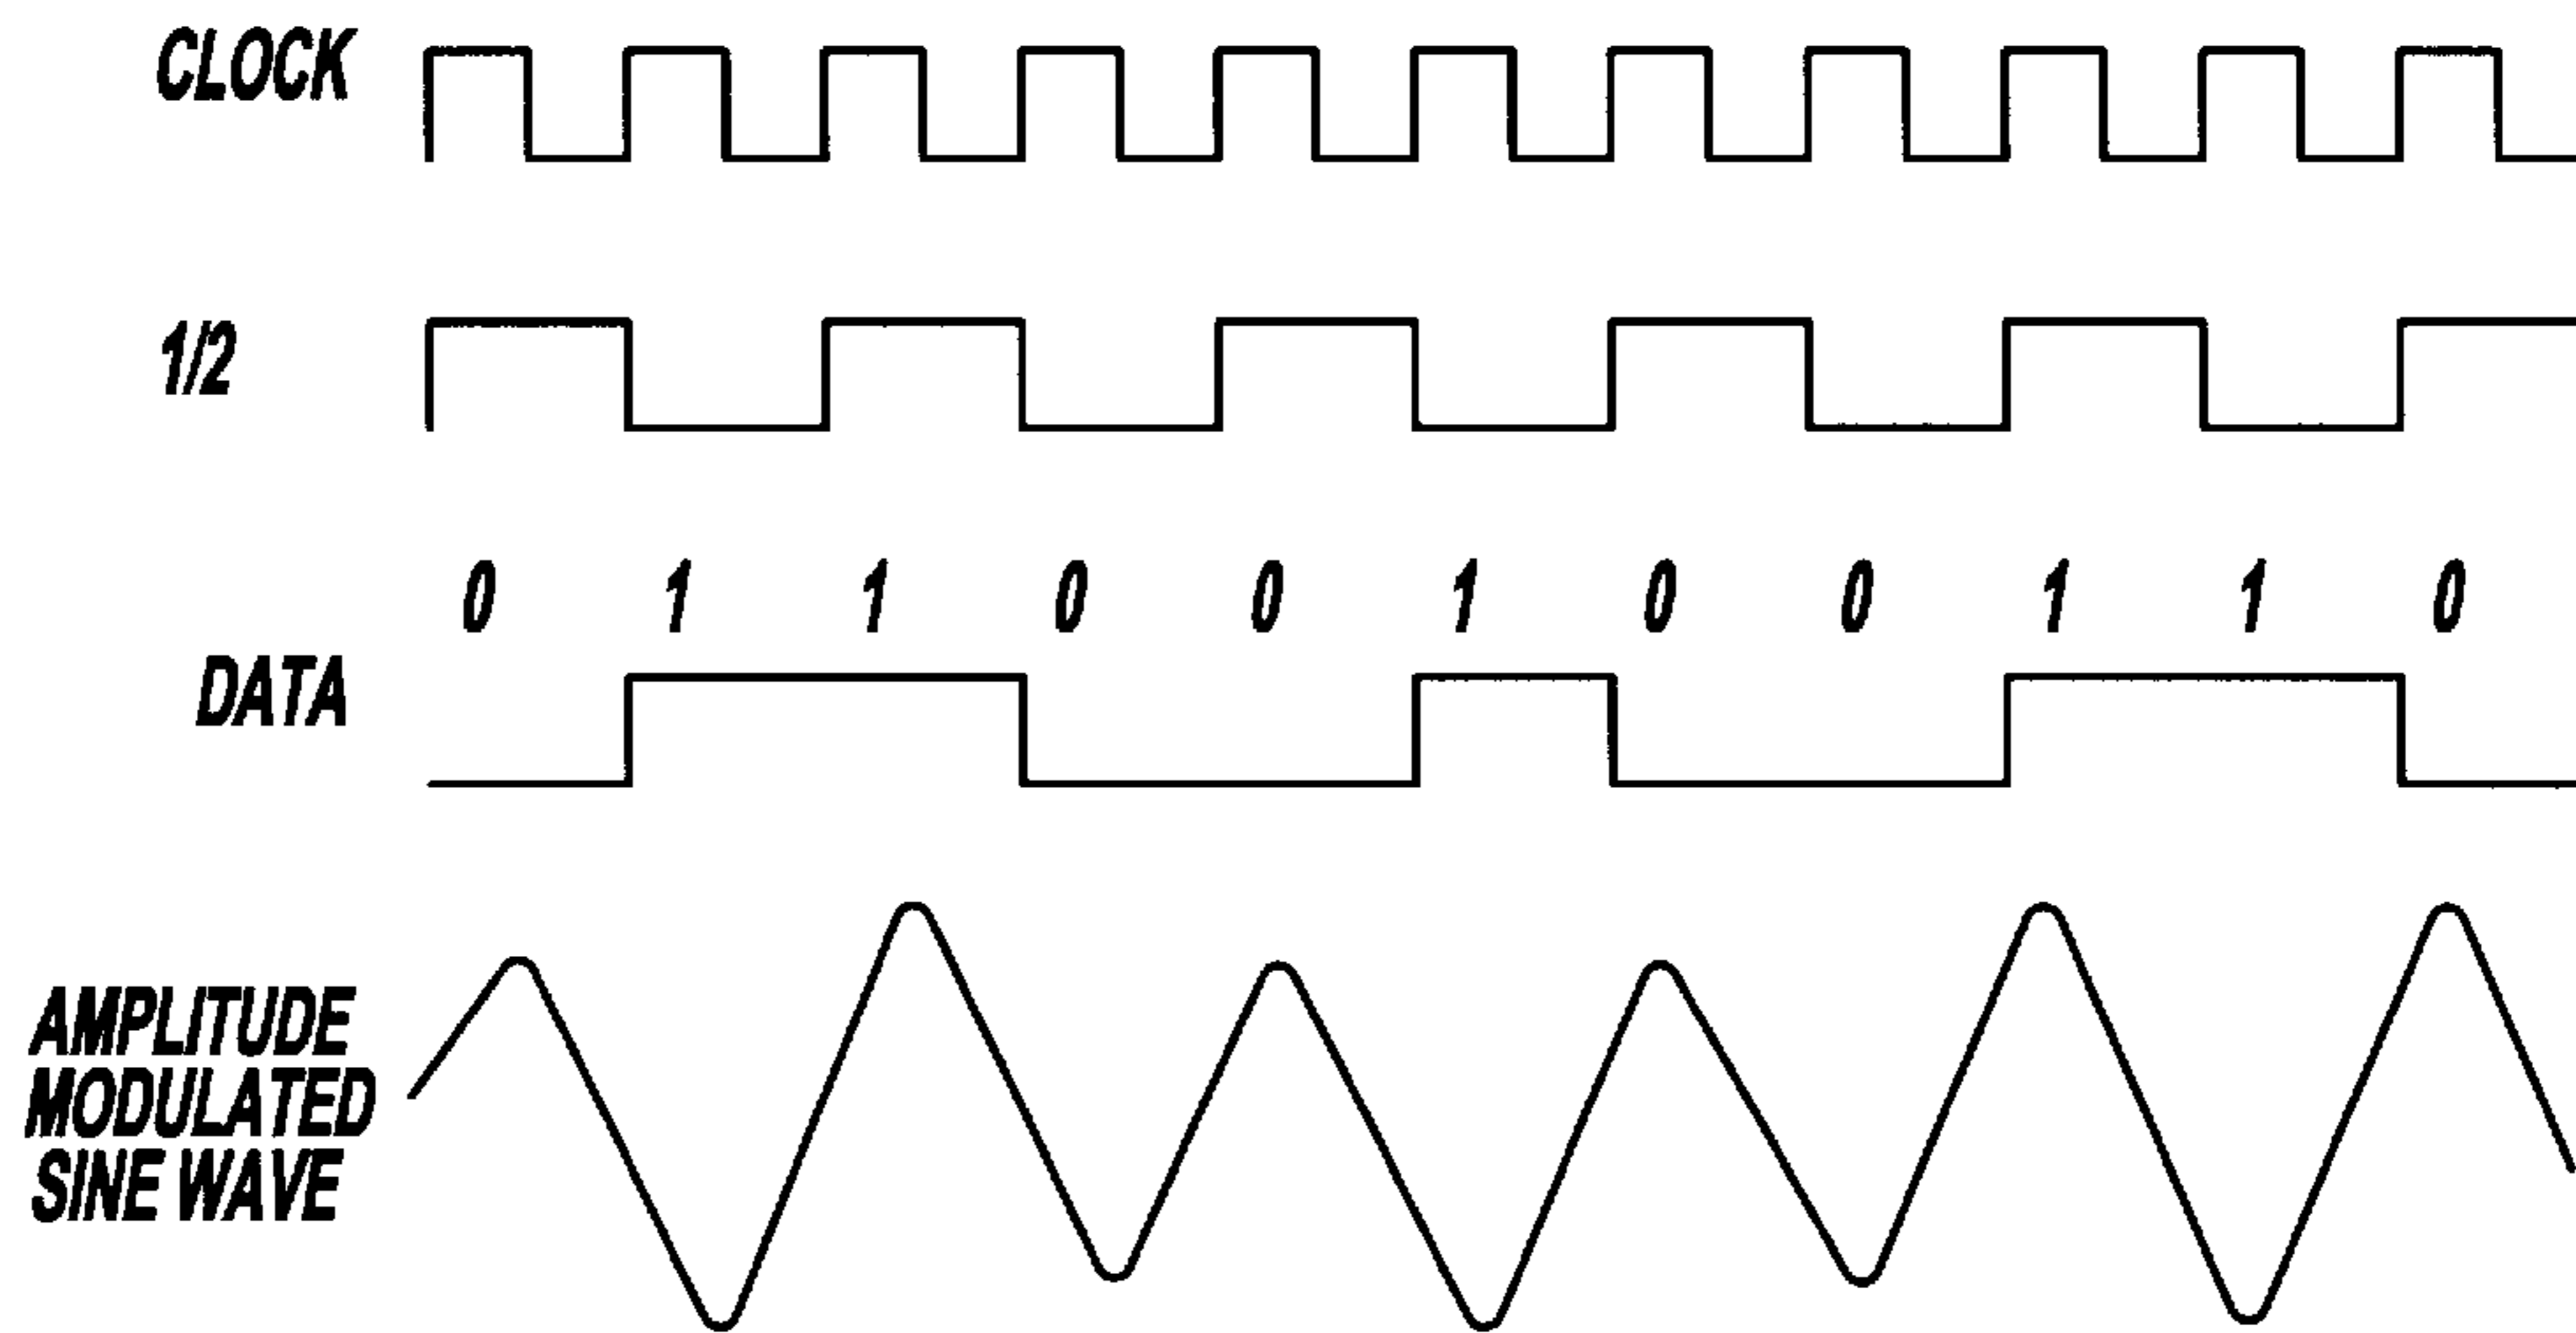 CLOCK
1/2
0 1 1 0 0 1 0 0 1 1 0
DATA
AMPLITUDE
MODULATED
SINE WAVE